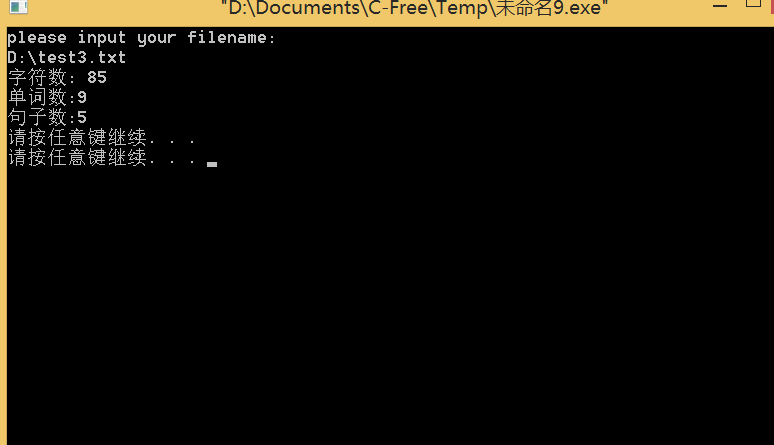 "D:\Documents\C-Free\Temp\未命名9.exe"
please input your filename:
D:\test3.txt
字符数: 85
单词数:9
句子数:5
请按任意键继续. . .
请按任意键继续. . .